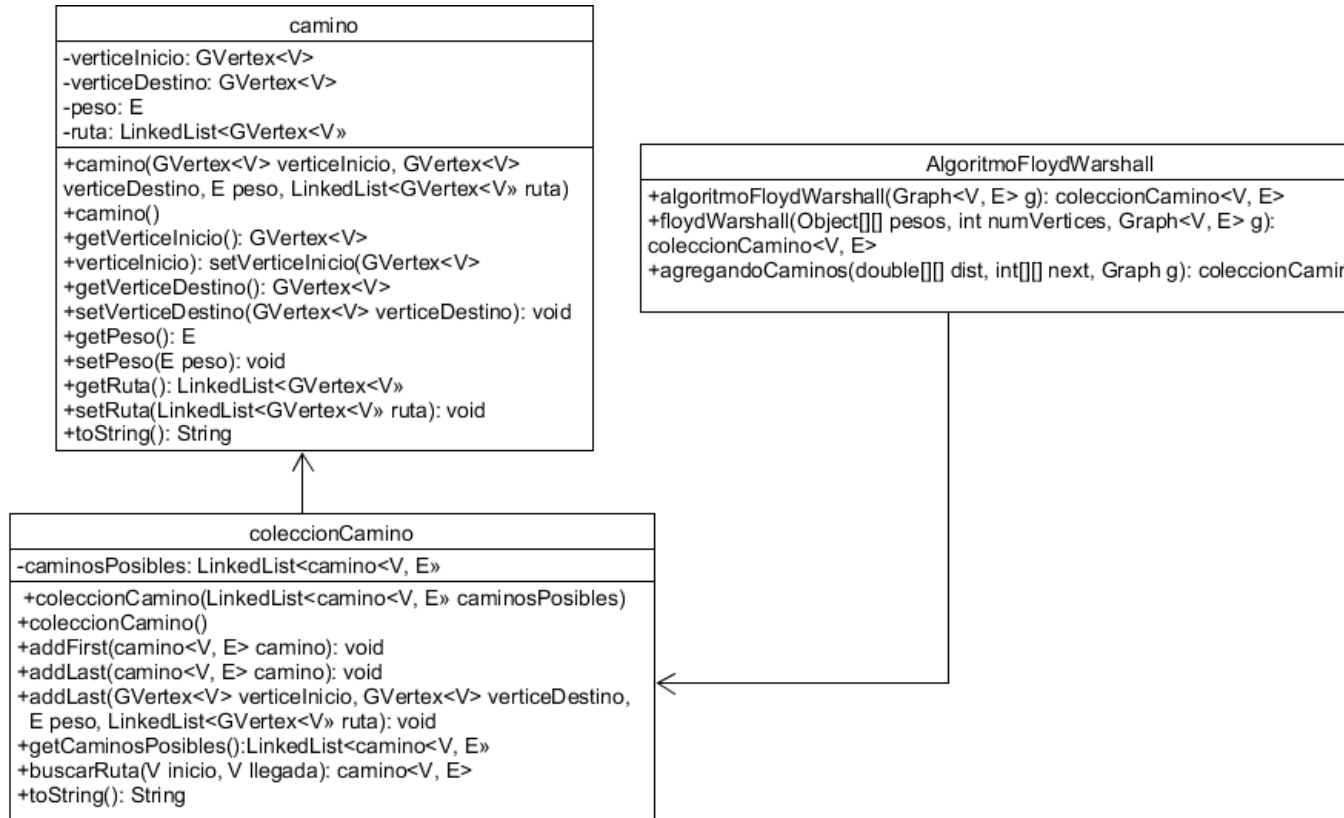 camino
-verticeInicio: GVertex<V>
-verticeDestino: GVertex<V>
-peso: E
-ruta: LinkedList<GVertex<V»
+camino(GVertex<V> verticeInicio, GVertex<V>
verticeDestino, E peso, LinkedList<GVertex<V» ruta)
+camino()
+getVerticeInicio(): GVertex<V>
+verticeInicio): setVerticeInicio(GVertex<V>
+getVerticeDestino(): GVertex<V>
+setVerticeDestino(GVertex<V> verticeDestino): void
+getPeso(): E
+setPeso(E peso): void
+getRuta(): LinkedList<GVertex<V»
+setRuta(LinkedList<GVertex<V» ruta): void
+toString(): String
AlgoritmoFloydWarshall
+algoritmoFloydWarshall(Graph<V, E> g): coleccionCamino<V, E>
+floydWarshall(Object[][] pesos, int numVertices, Graph<V, E> g):
coleccionCamino<V, E>
+agregandoCaminos(double[][] dist, int[][] next, Graph g): coleccionCamin
coleccionCamino
-caminosPosibles: LinkedList<camino<V, E»
+coleccionCamino(LinkedList<camino<V, E» caminosPosibles)
+coleccionCamino()
+addFirst(camino<V, E> camino): void
+addLast(camino<V, E> camino): void
+addLast(GVertex<V> verticeInicio, GVertex<V> verticeDestino,
E peso, LinkedList<GVertex<V» ruta): void
+getCaminosPosibles():LinkedList<camino<V, E»
+buscarRuta(V inicio, V llegada): camino<V, E>
+toString(): String